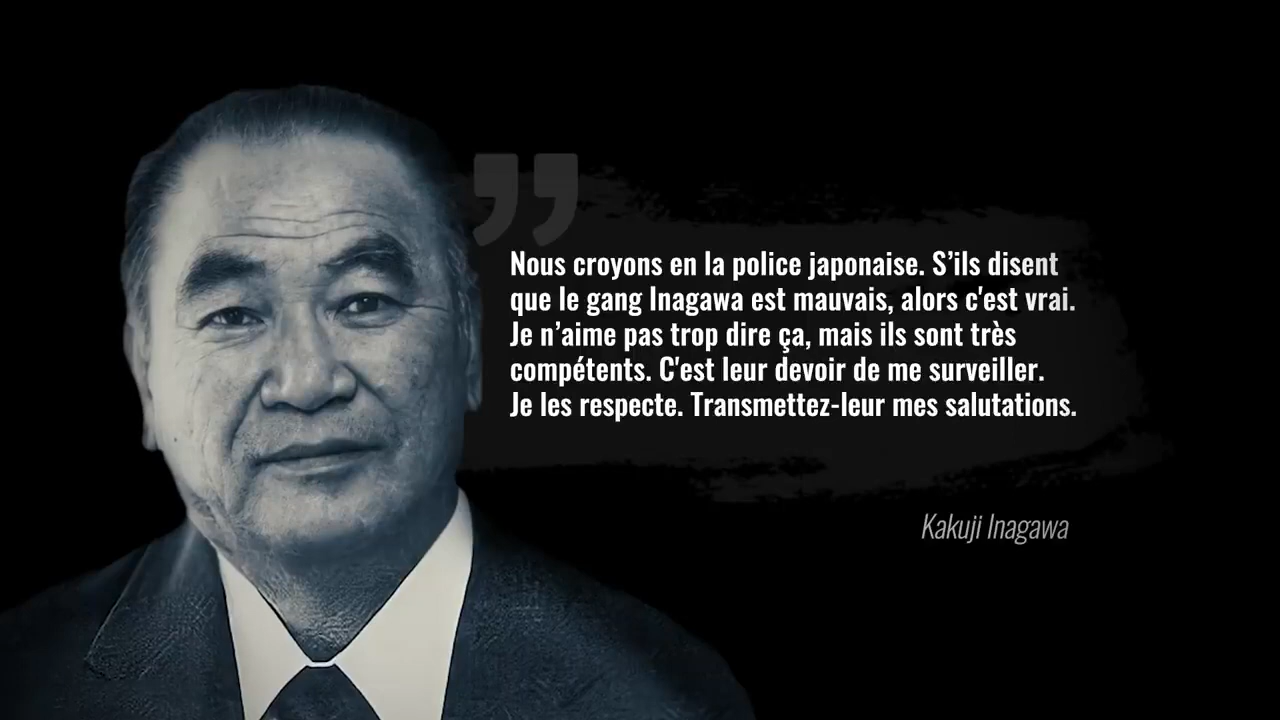 ”
Nous croyons en la police japonaise. S’ils disent
que le gang Inagawa est mauvais, alors c'est vrai.
Je n’aime pas trop dire ça, mais ils sont très
compétents. C'est leur devoir de me surveiller.
Je les respecte. Transmettez-leur mes salutations.
Kakuji Inagawa